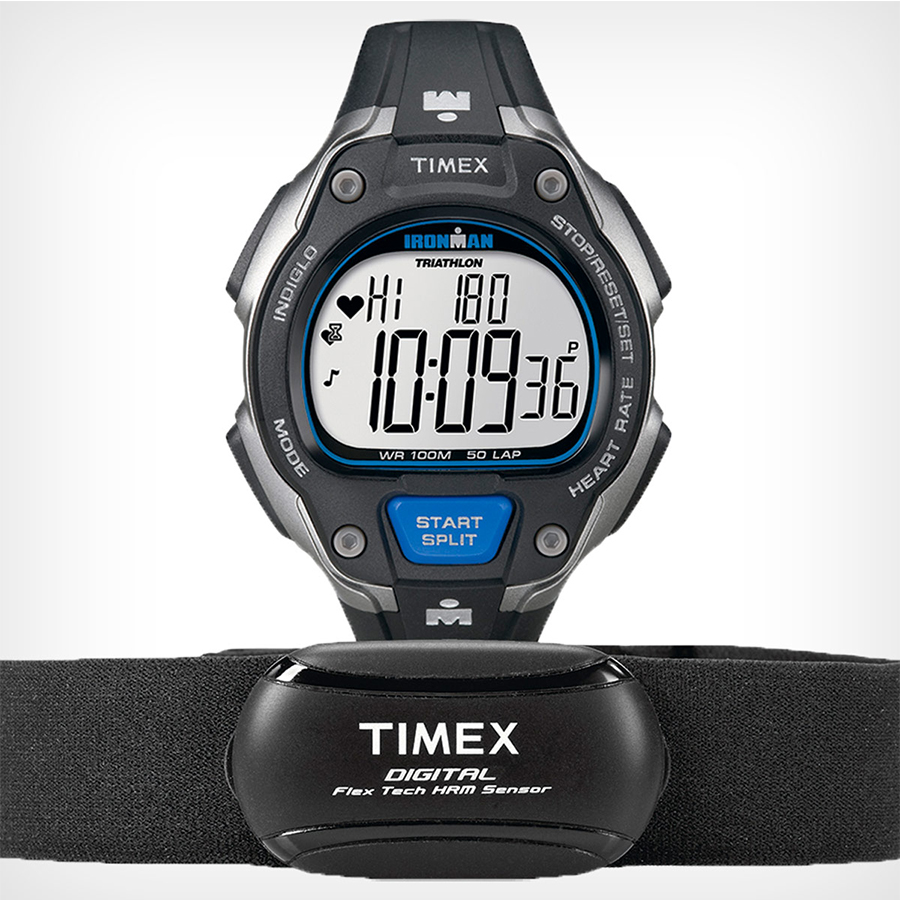 TIMEX
IRONMAN
TRIATHLON
INDIGLO
STOP/RESET/SET
HI 180
P
10:09 36
MODE
HEART RATE
WR 100M 50 LAP
START
SPLIT
TIMEX
DIGITAL
Flex Tech HRM Sensor